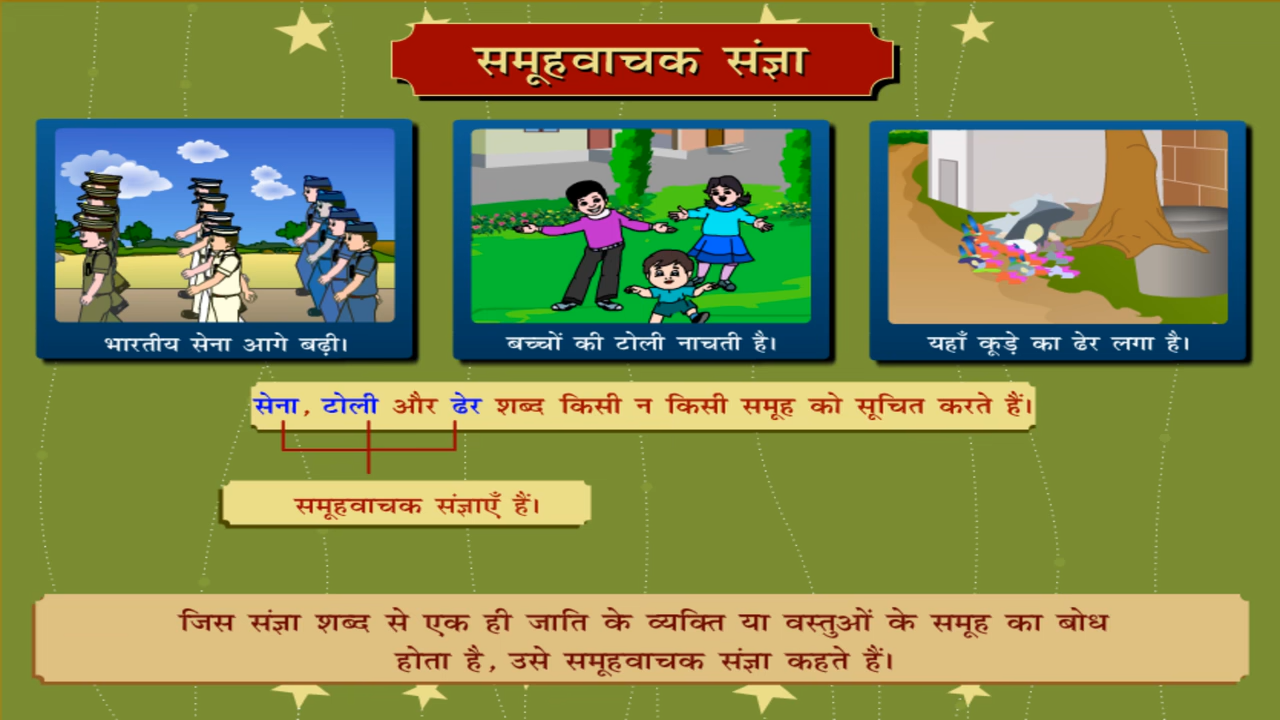 समूहवाचक संज्ञा
भारतीय सेना आगे बढ़ी।
बच्चों की टोली नाचती है।
यहाँ कूड़े का ढेर लगा है।
सेना, टोली और ढेर शब्द किसी न किसी समूह को सूचित करते हैं।
समूहवाचक संज्ञाएँ हैं।
जिस संज्ञा शब्द से एक ही जाति के व्यक्ति या वस्तुओं के समूह का बोध
होता है, उसे समूहवाचक संज्ञा कहते हैं।